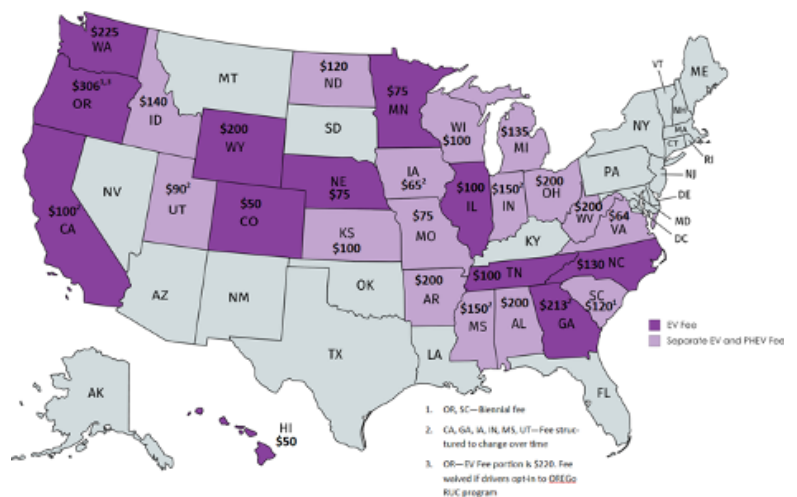 $225
WA
$306¹,³
OR
$140
ID
MT
$120
ND
$75
MN
WI
$100
$135
MI
VT
ME
NH
NY
MA
CT
RI
$200
WY
SD
IA
$65²
NE
$75
$100
IL
$150²
IN
$200
OH
PA
NJ
DE
MD
DC
$200
WV
$64
VA
NV
$90²
UT
$50
CO
KS
$100
$75
MO
KY
$100²
CA
$100 TN
$130 NC
AZ
NM
OK
$200
AR
$150²
MS
$200
AL
$213²
GA
SC
$120¹
TX
LA
FL
AK
HI
$50
EV Fee
Separate EV and PHEV Fee
1. OR, SC—Biennial fee
2. CA, GA, IA, IN, MS, UT—Fee struc-
tured to change over time
3. OR—EV Fee portion is $220. Fee
waived if drivers opt-in to OREGo
RUC program